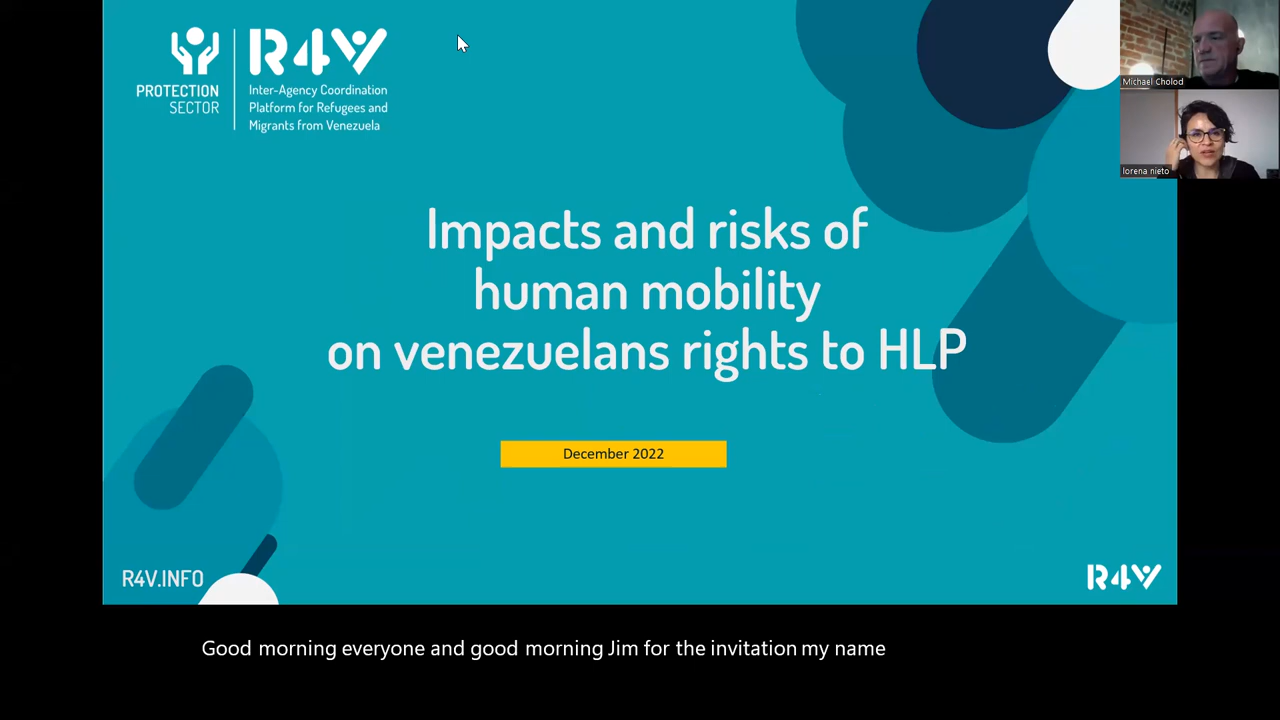 PROTECTION
SECTOR
R4V
Inter-Agency Coordination
Platform for Refugees and
Migrants from Venezuela
Michael Cholod
lorena nieto
Impacts and risks of
human mobility
on venezuelans rights to HLP
December 2022
R4V.INFO
R4V
Good morning everyone and good morning Jim for the invitation my name